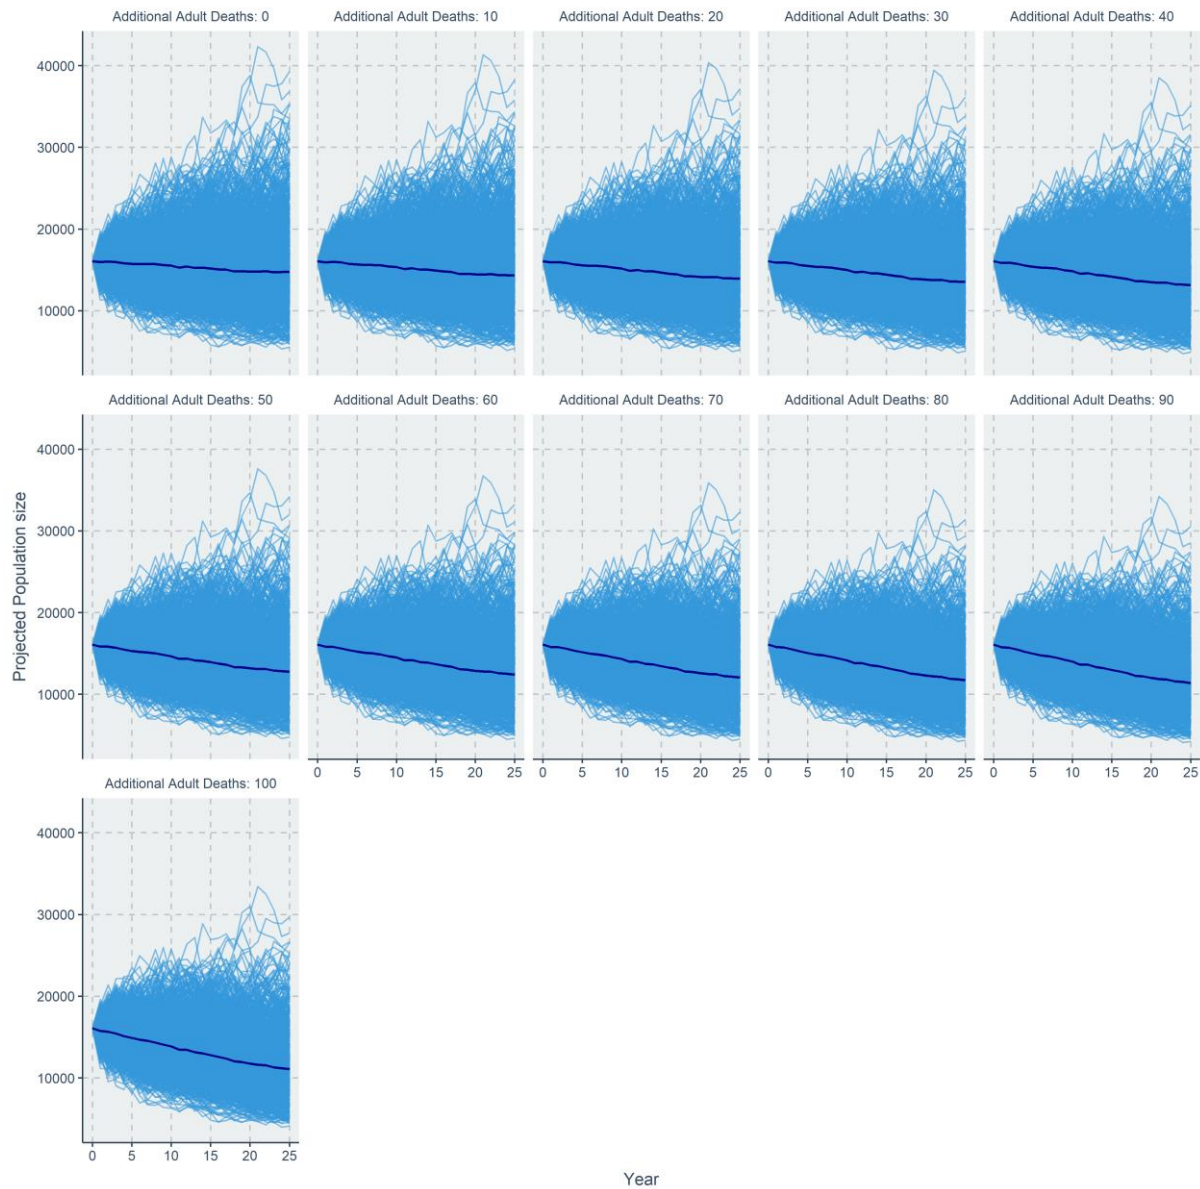 Additional Adult Deaths: 0
Additional Adult Deaths: 10
Additional Adult Deaths: 20
Additional Adult Deaths: 30
Additional Adult Deaths: 40
40000
30000
20000
10000
Additional Adult Deaths: 50
Additional Adult Deaths: 60
Additional Adult Deaths: 70
Additional Adult Deaths: 80
Additional Adult Deaths: 90
Projected Population size
40000
30000
20000
10000
0 5 10 15 20 25
0 5 10 15 20 25
0 5 10 15 20 25
0 5 10 15 20 25
Additional Adult Deaths: 100
40000
30000
20000
10000
0 5 10 15 20 25
Year